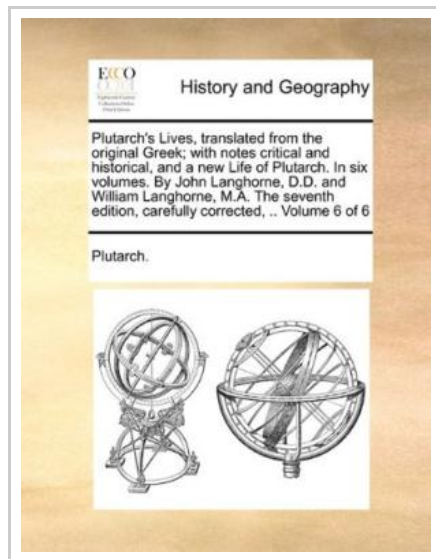 ECCO
History and Geography
Plutarch's Lives, translated from the
original Greek; with notes critical and
historical, and a new Life of Plutarch. In six
volumes. By John Langhorne, D.D. and
William Langhorne, M.A. The seventh
edition, carefully corrected, .. Volume 6 of 6
Plutarch.